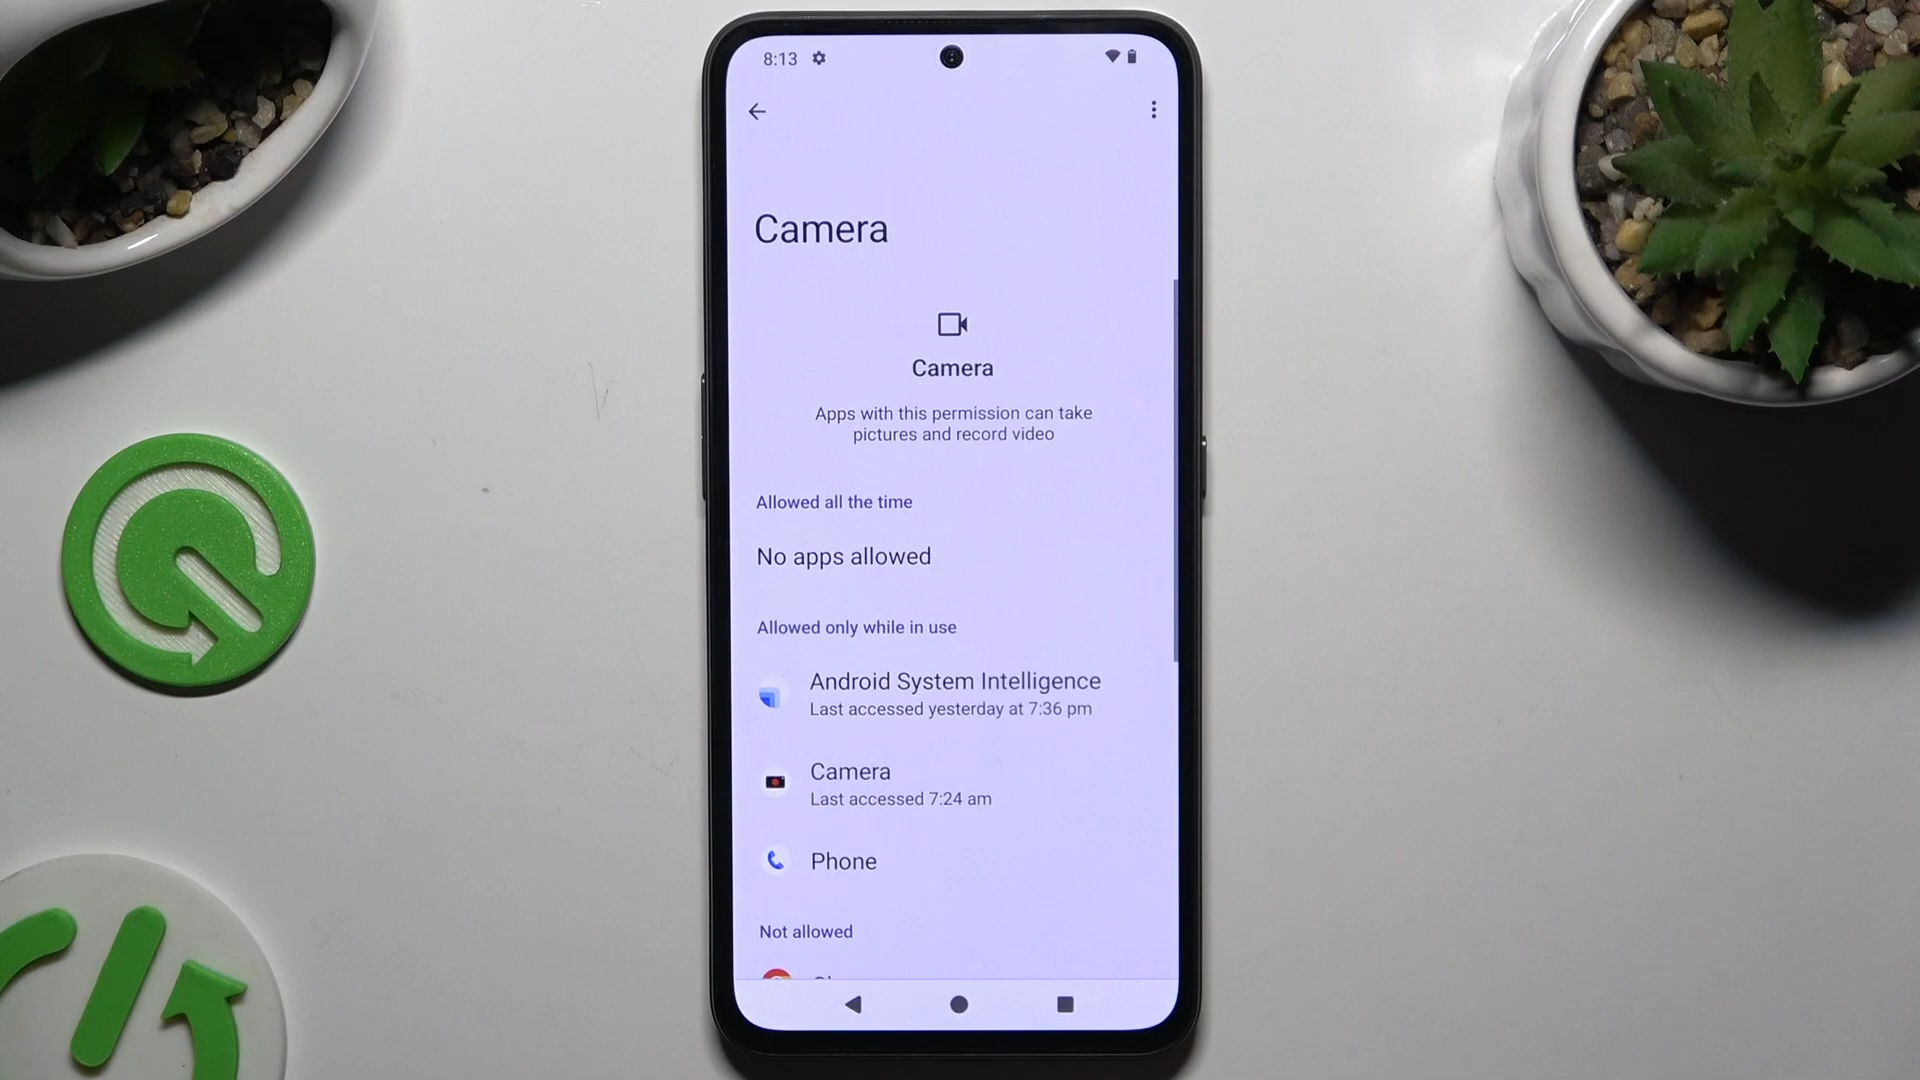 8:13
Camera
Camera
Apps with this permission can take
pictures and record video
Allowed all the time
No apps allowed
Allowed only while in use
Android System Intelligence
Last accessed yesterday at 7:36 pm
Camera
Last accessed 7:24 am
Phone
Not allowed